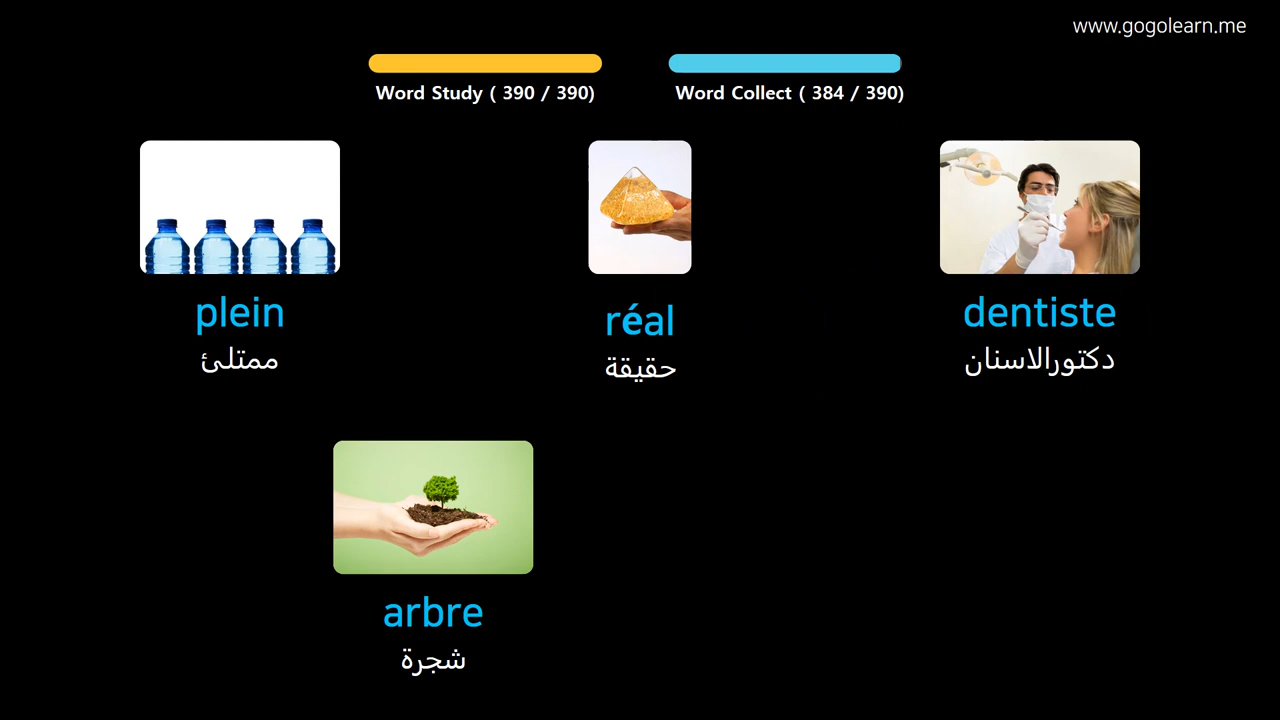 www.gogolearn.me
Word Study ( 390 / 390)
Word Collect ( 384 / 390)
plein
ممتلئ
réal
حقيقة
dentiste
دكتورالاسنان
arbre
شجرة